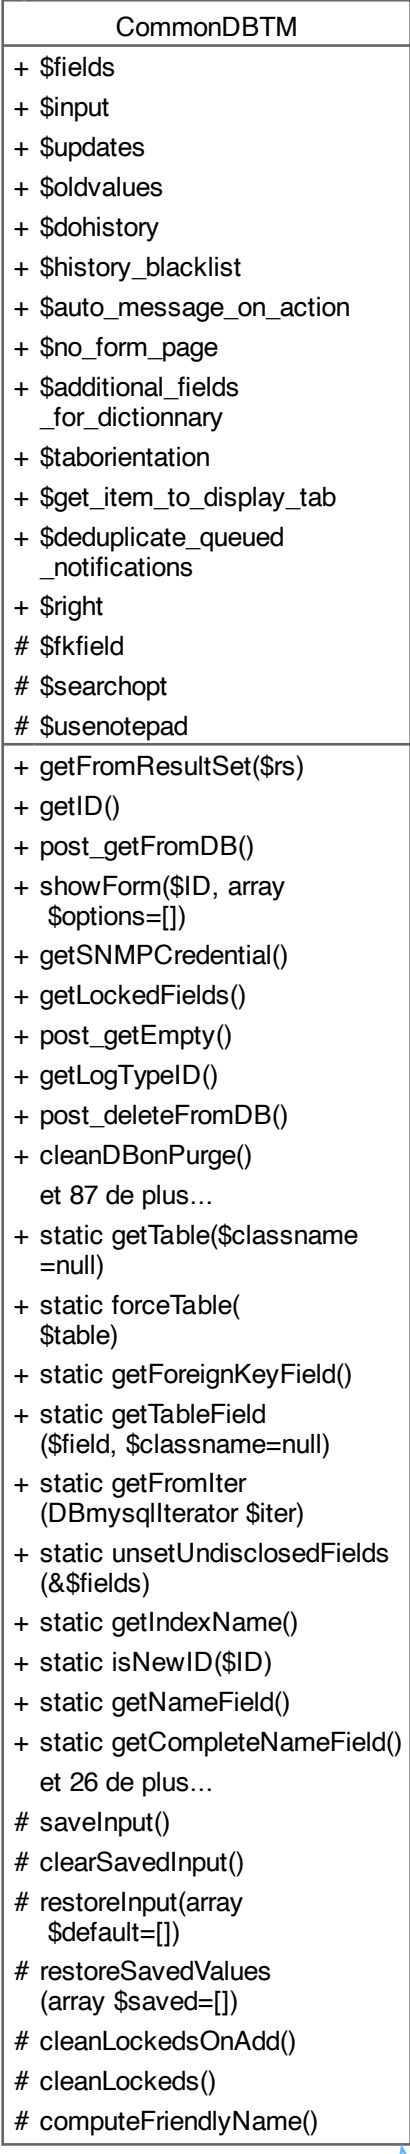 CommonDBTM
+ $fields
+ $input
+ $updates
+ $oldvalues
+ $dohistory
+ $history_blacklist
+ $auto_message_on_action
+ $no_form_page
+ $additional_fields
_for_dictionnary
+ $taborientation
+ $get_item_to_display_tab
+ $deduplicate_queued
_notifications
+ $right
# $fkfield
# $searchopt
# $usenotepad
+ getFromResultSet($rs)
+ getID()
+ post_getFromDB()
+ showForm($ID, array
$options=[])
+ getSNMPCredential()
+ getLockedFields()
+ post_getEmpty()
+ getLogTypeID()
+ post_deleteFromDB()
+ cleanDBonPurge()
et 87 de plus...
+ static getTable($classname
=null)
+ static forceTable(
$table)
+ static getForeignKeyField()
+ static getTableField
($field, $classname=null)
+ static getFromIter
(DBmysqlIterator $iter)
+ static unsetUndisclosedFields
(&$fields)
+ static getIndexName()
+ static isNewID($ID)
+ static getNameField()
+ static getCompleteNameField()
et 26 de plus...
# saveInput()
# clearSavedInput()
# restoreInput(array
$default=[])
# restoreSavedValues
(array $saved=[])
# cleanLockedsOnAdd()
# cleanLockeds()
# computeFriendlyName()